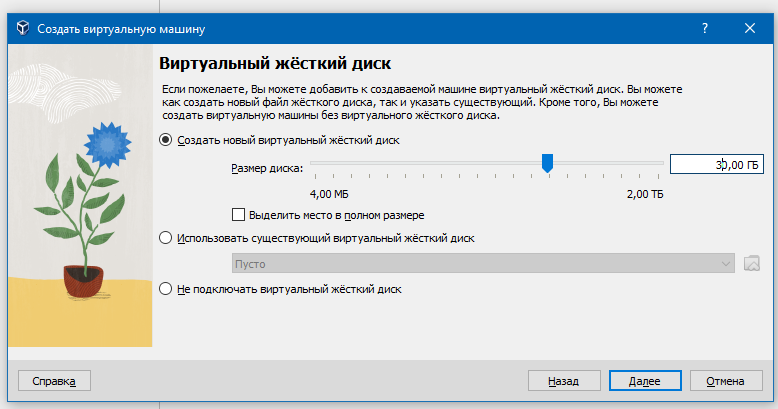 Создать виртуальную машину
?
Виртуальный жёсткий диск
Если пожелаете, Вы можете добавить к создаваемой машине виртуальный жёсткий диск. Вы можете
как создать новый файл жёсткого диска, так и указать существующий. Кроме того, Вы можете
создать виртуальную машины без виртуального жёсткого диска.
Создать новый виртуальный жёсткий диск
Размер диска:
30,00 ГБ
4,00 МБ
2,00 ТБ
Выделить место в полном размере
Использовать существующий виртуальный жёсткий диск
Пусто
Не подключать виртуальный жёсткий диск
Справка
Назад
Далее
Отмена